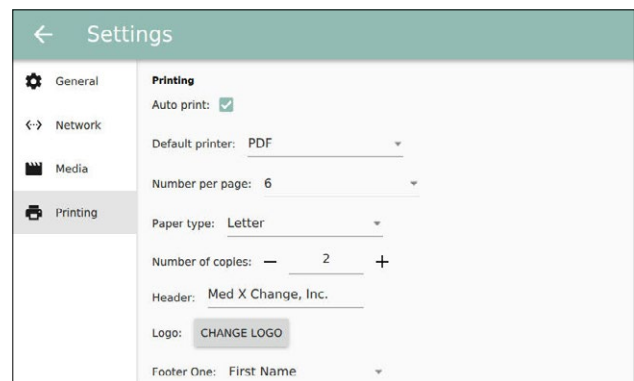 Settings
General
Network
Media
Printing
Printing
Auto print:
Default printer: PDF
Number per page: 6
Paper type: Letter
Number of copies: — 2 +
Header: Med X Change, Inc.
Logo: CHANGE LOGO
Footer One: First Name